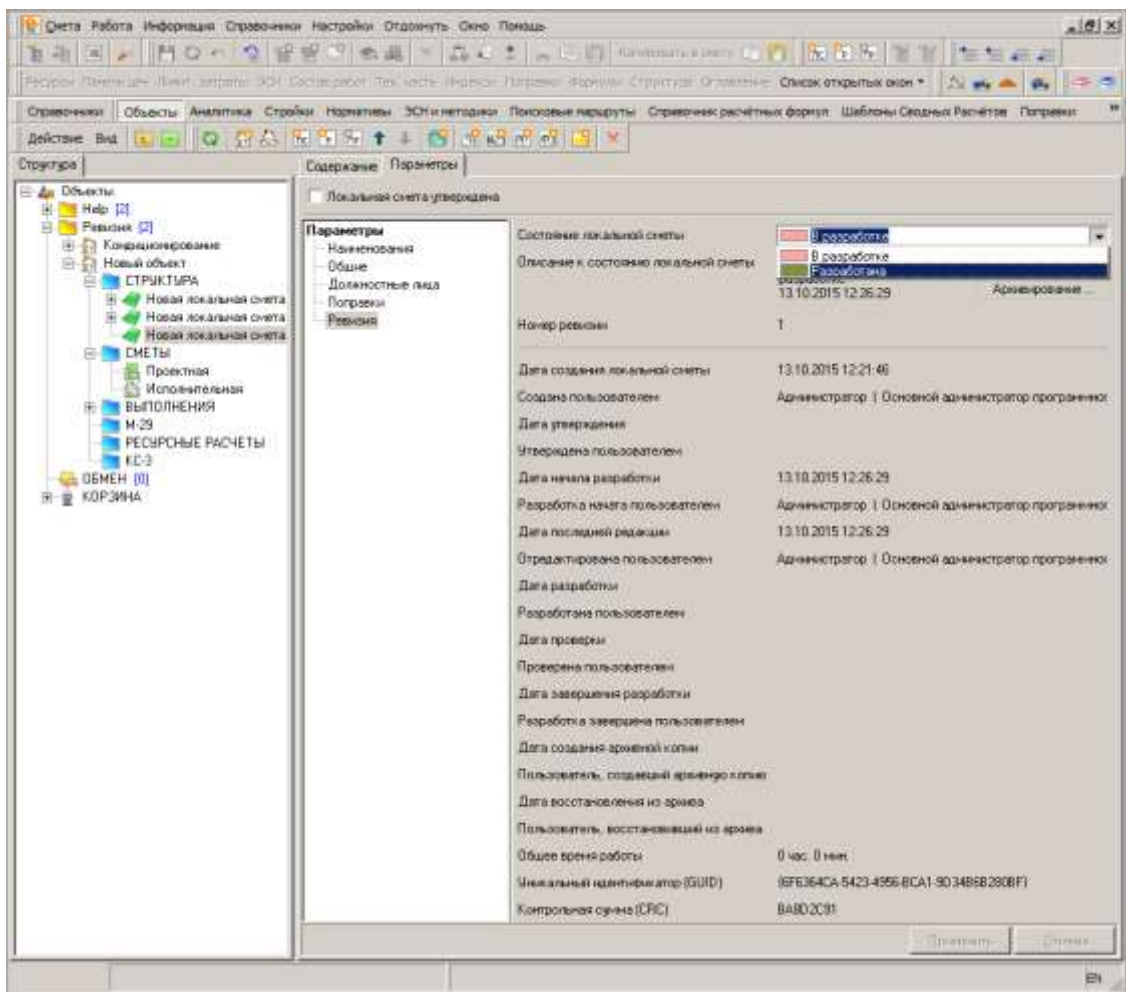 Смета Работа Информация Справочники Настройки Отдохнуть Окно Помощь
Список открытых окон
Справочники Объекты Аналитика Стройки Нормативы ЭСН и методики Поисковые маршруты Справочник расчётных формул Шаблоны Сводных Расчётов Поправки
Действие Вид
Структура
Содержание Параметры
Объекты
Help [2]
Ревизия [2]
Кондиционирование
Новый объект
СТРУКТУРА
Новая локальная смета
Новая локальная смета
Новая локальная смета
СМЕТЫ
Проектная
Исполнительная
ВЫПОЛНЕНИЯ
М-29
РЕСУРСНЫЕ РАСЧЁТЫ
КС-3
ОБМЕН [0]
КОРЗИНА
Локальная смета утверждена
Параметры
Наименования
Общие
Должностные лица
Поправки
Ревизия
Состояние локальной сметы В разработке
В разработке
Разработана
Описание к состоянию локальной сметы
13.10.2015 12:26:29 Архивирование ...
Номер ревизии 1
Дата создания локальной сметы 13.10.2015 12:21:46
Создана пользователем Администратор | Основной администратор программног
Дата утверждения
Утверждена пользователем
Дата начала разработки 13.10.2015 12:26:29
Разработка начата пользователем Администратор | Основной администратор программног
Дата последней редакции 13.10.2015 12:26:29
Отредактирована пользователем Администратор | Основной администратор программног
Дата разработки
Разработана пользователем
Дата проверки
Проверена пользователем
Дата завершения разработки
Разработка завершена пользователем
Дата создания архивной копии
Пользователь, создавший архивную копию
Дата восстановления из архива
Пользователь, восстановивший из архива
Общее время работы 0 час. 0 мин.
Уникальный идентификатор (GUID) {6F6364CA-5423-4956-BCA1-9D34B6B280BF}
Контрольная сумма (CRC) BA8D2C91
Применить Отмена
EN